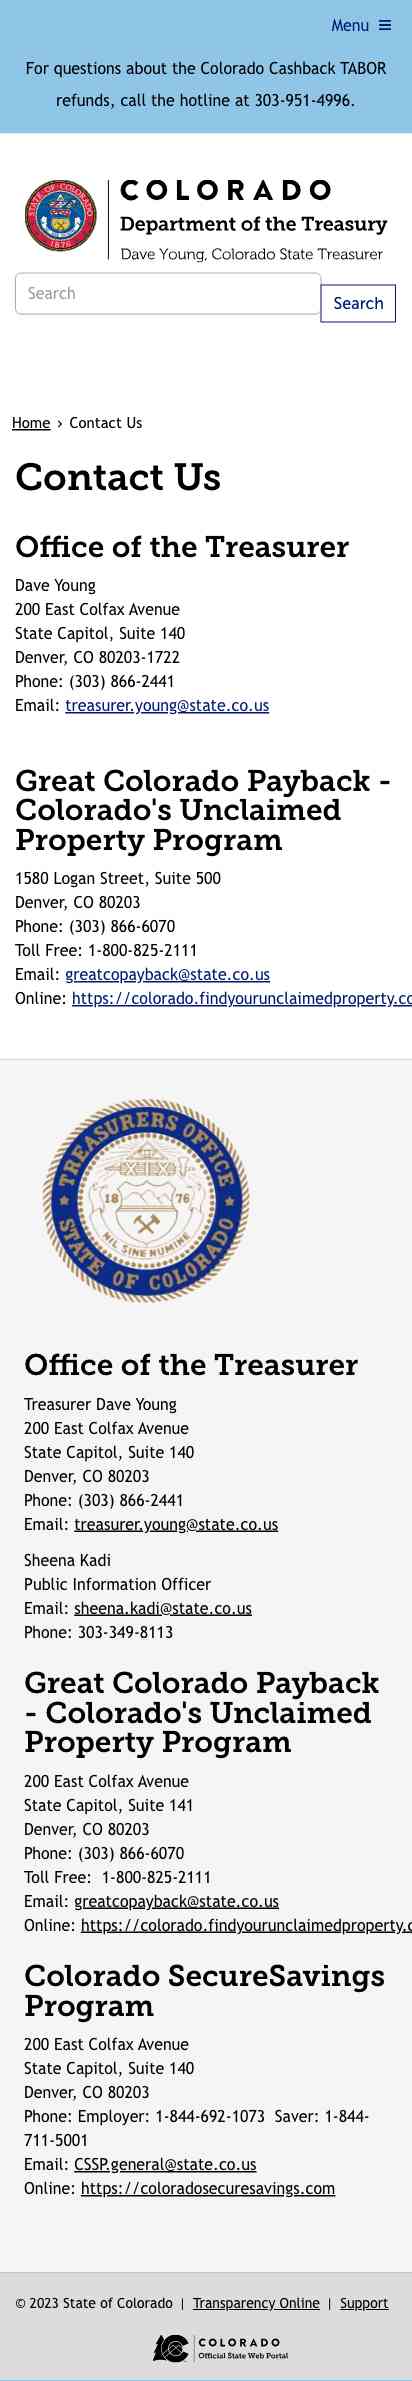 Menu
For questions about the Colorado Cashback TABOR
refunds, call the hotline at 303-951-4996.
STATE OF COLORADO
1876
COLORADO
Department of the Treasury
Dave Young, Colorado State Treasurer
Search
Search
Home › Contact Us
Contact Us
Office of the Treasurer
Dave Young
200 East Colfax Avenue
State Capitol, Suite 140
Denver, CO 80203-1722
Phone: (303) 866-2441
Email: treasurer.young@state.co.us
Great Colorado Payback -
Colorado's Unclaimed
Property Program
1580 Logan Street, Suite 500
Denver, CO 80203
Phone: (303) 866-6070
Toll Free: 1-800-825-2111
Email: greatcopayback@state.co.us
Online: https://colorado.findyourunclaimedproperty.co
TREASURERS OFFICE
1876
NIL SINE NUMINE
STATE OF COLORADO
Office of the Treasurer
Treasurer Dave Young
200 East Colfax Avenue
State Capitol, Suite 140
Denver, CO 80203
Phone: (303) 866-2441
Email: treasurer.young@state.co.us
Sheena Kadi
Public Information Officer
Email: sheena.kadi@state.co.us
Phone: 303-349-8113
Great Colorado Payback
- Colorado's Unclaimed
Property Program
200 East Colfax Avenue
State Capitol, Suite 141
Denver, CO 80203
Phone: (303) 866-6070
Toll Free:  1-800-825-2111
Email: greatcopayback@state.co.us
Online: https://colorado.findyourunclaimedproperty.c
Colorado SecureSavings
Program
200 East Colfax Avenue
State Capitol, Suite 140
Denver, CO 80203
Phone: Employer: 1-844-692-1073  Saver: 1-844-
711-5001
Email: CSSP.general@state.co.us
Online: https://coloradosecuresavings.com
© 2023 State of Colorado | Transparency Online | Support
COLORADO
Official State Web Portal